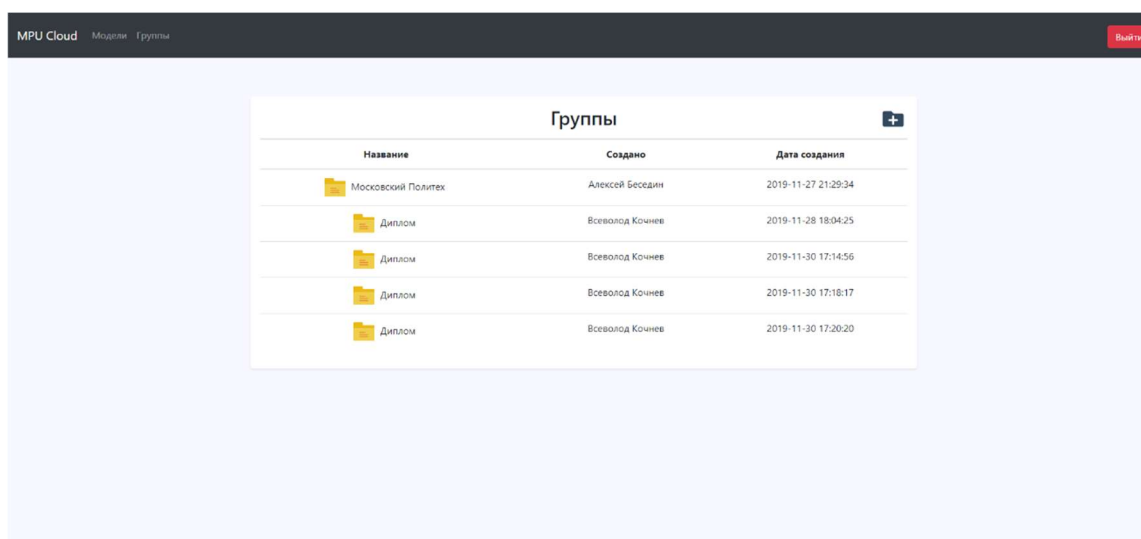 MPU Cloud Модели Группы Выйти
Группы
Название Создано Дата создания
Московский Политех Алексей Беседин 2019-11-27 21:29:34
Диплом Всеволод Кочнев 2019-11-28 18:04:25
Диплом Всеволод Кочнев 2019-11-30 17:14:56
Диплом Всеволод Кочнев 2019-11-30 17:18:17
Диплом Всеволод Кочнев 2019-11-30 17:20:20